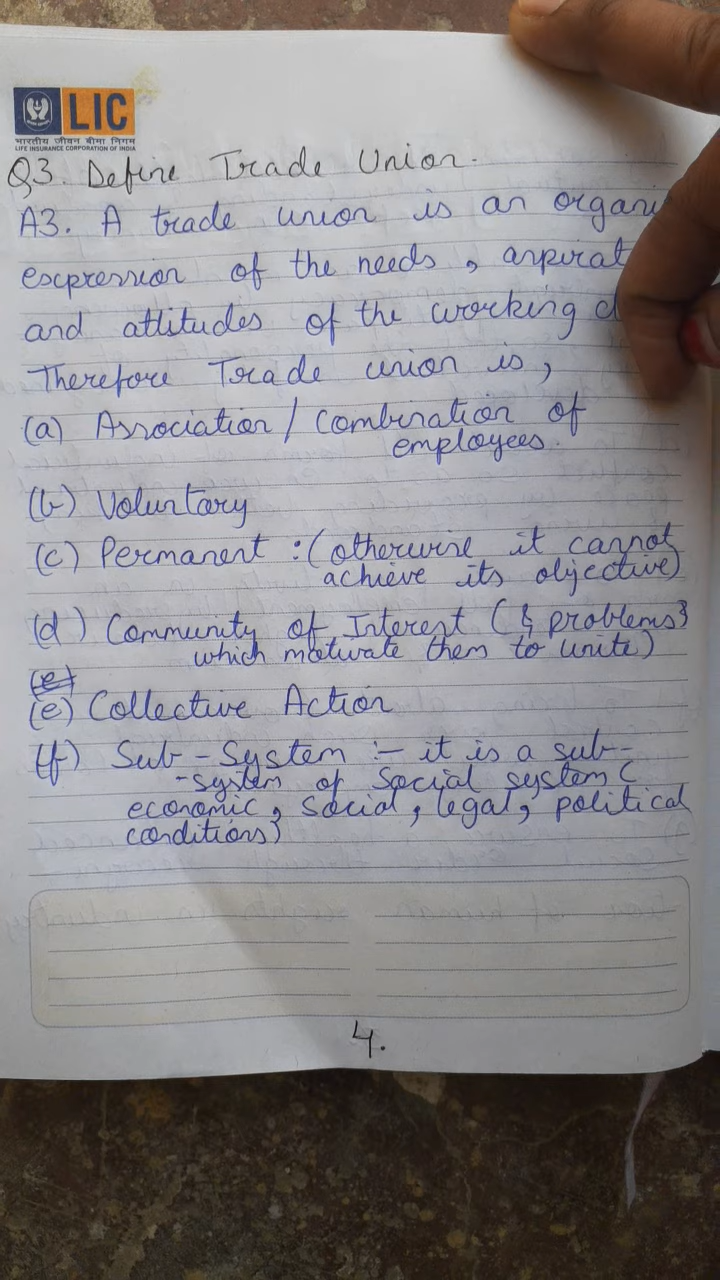 LIC
भारतीय जीवन बीमा निगम
LIFE INSURANCE CORPORATION OF INDIA
Q3. Define Trade Union.
A3. A trade union is an organi
expression of the needs, aspirat
and attitudes of the working
Therefore Trade union is,
(a) Association / Combination of
employees.
(b) Voluntary
(c) Permanent :(otherwise it cannot
achieve its objective)
(d) Community of Interest (& problems
which motivate them to unite)
(e)
(e) Collective Action
(f) Sub-System :- it is a sub-
-system of Social system (
economic, social, legal, political
conditions)
4.